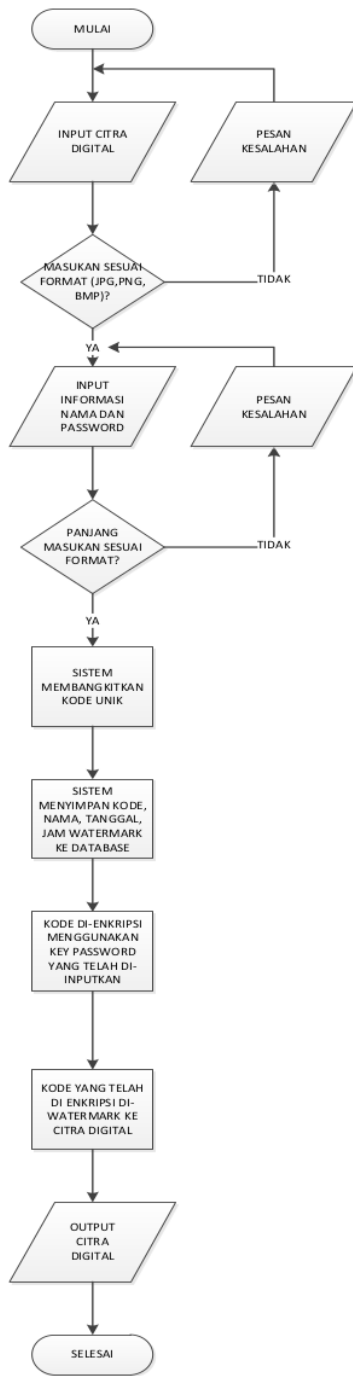 MULAI
INPUT CITRA
DIGITAL
PESAN
KESALAHAN
MASUKAN SESUAI
FORMAT (JPG,PNG,
BMP)?
TIDAK
YA
INPUT
INFORMASI
NAMA DAN
PASSWORD
PESAN
KESALAHAN
PANJANG
MASUKAN SESUAI
FORMAT?
TIDAK
YA
SISTEM
MEMBANGKITKAN
KODE UNIK
SISTEM
MENYIMPAN KODE,
NAMA, TANGGAL,
JAM WATERMARK
KE DATABASE
KODE DI-ENKRIPSI
MENGGUNAKAN
KEY PASSWORD
YANG TELAH DI-
INPUTKAN
KODE YANG TELAH
DI ENKRIPSI DI-
WATERMARK KE
CITRA DIGITAL
OUTPUT
CITRA
DIGITAL
SELESAI